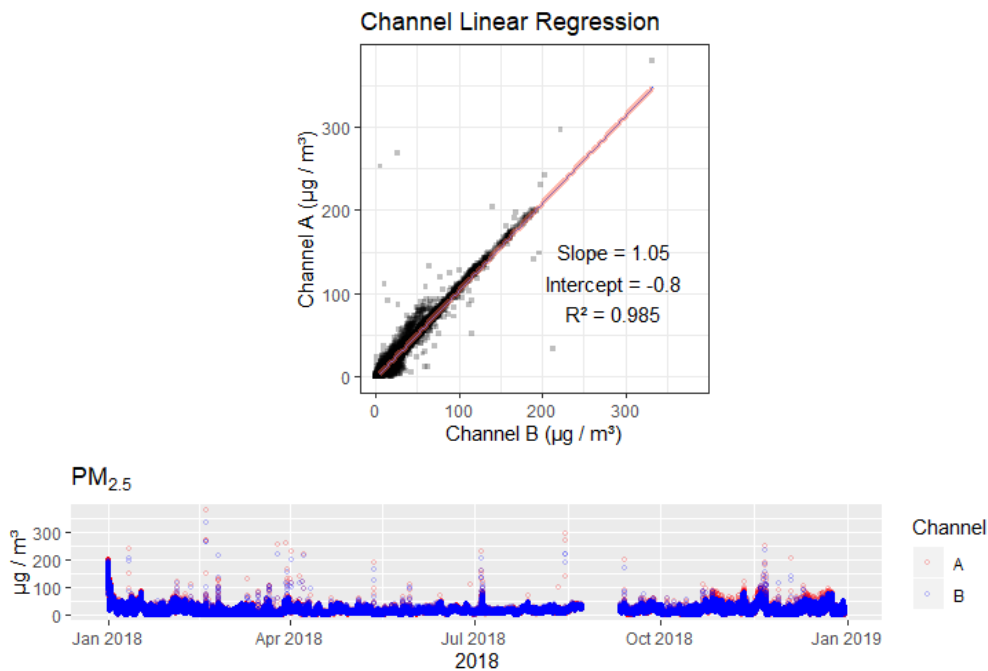 Channel Linear Regression
Channel A (µg / m³)
300
200
100
0
Slope = 1.05
Intercept = -0.8
R² = 0.985
0 100 200 300
Channel B (µg / m³)
PM₂.₅
µg / m³
300
200
100
0
Jan 2018 Apr 2018 Jul 2018 Oct 2018 Jan 2019
2018
Channel
A
B